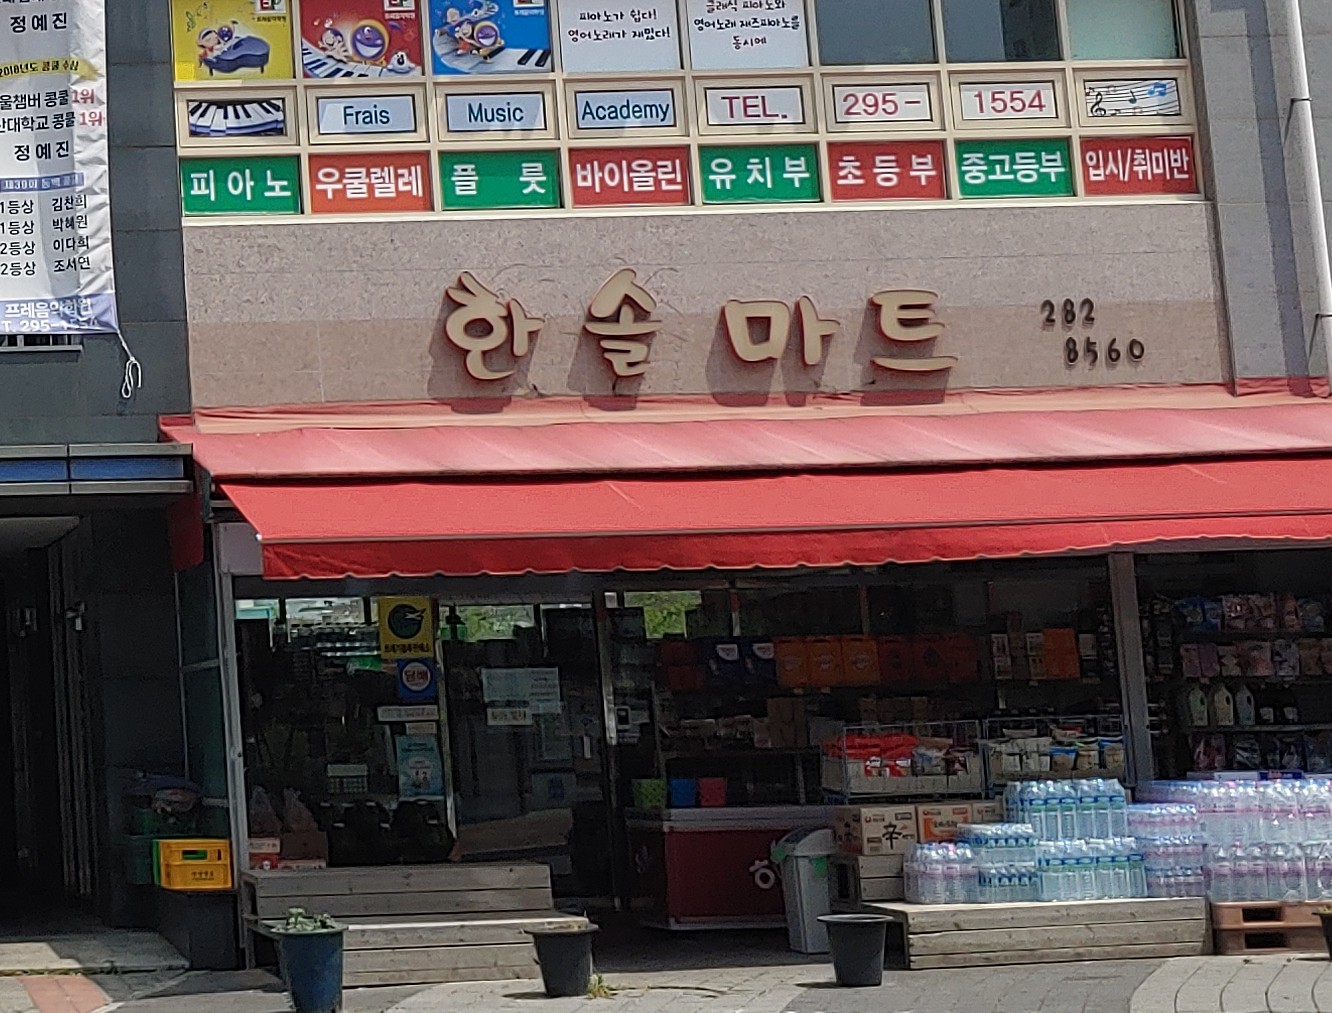 정예진
2018년도 콩쿨 수상
울챔버 콩쿨 1위
산대학교 콩쿨 1위
정예진
1등상 김찬희
1등상 박혜원
2등상 이다희
2등상 조서연
프레음악학원
T. 295-1554
피아노가 쉽다!
영어노래가 재밌다!
클래식 피아노와
영어노래 재즈피아노를
동시에
Frais Music Academy TEL. 295-1554
피아노 우쿨렐레 플룻 바이올린 유치부 초등부 중고등부 입시/취미반
한솔마트
282
8560
담배
辛